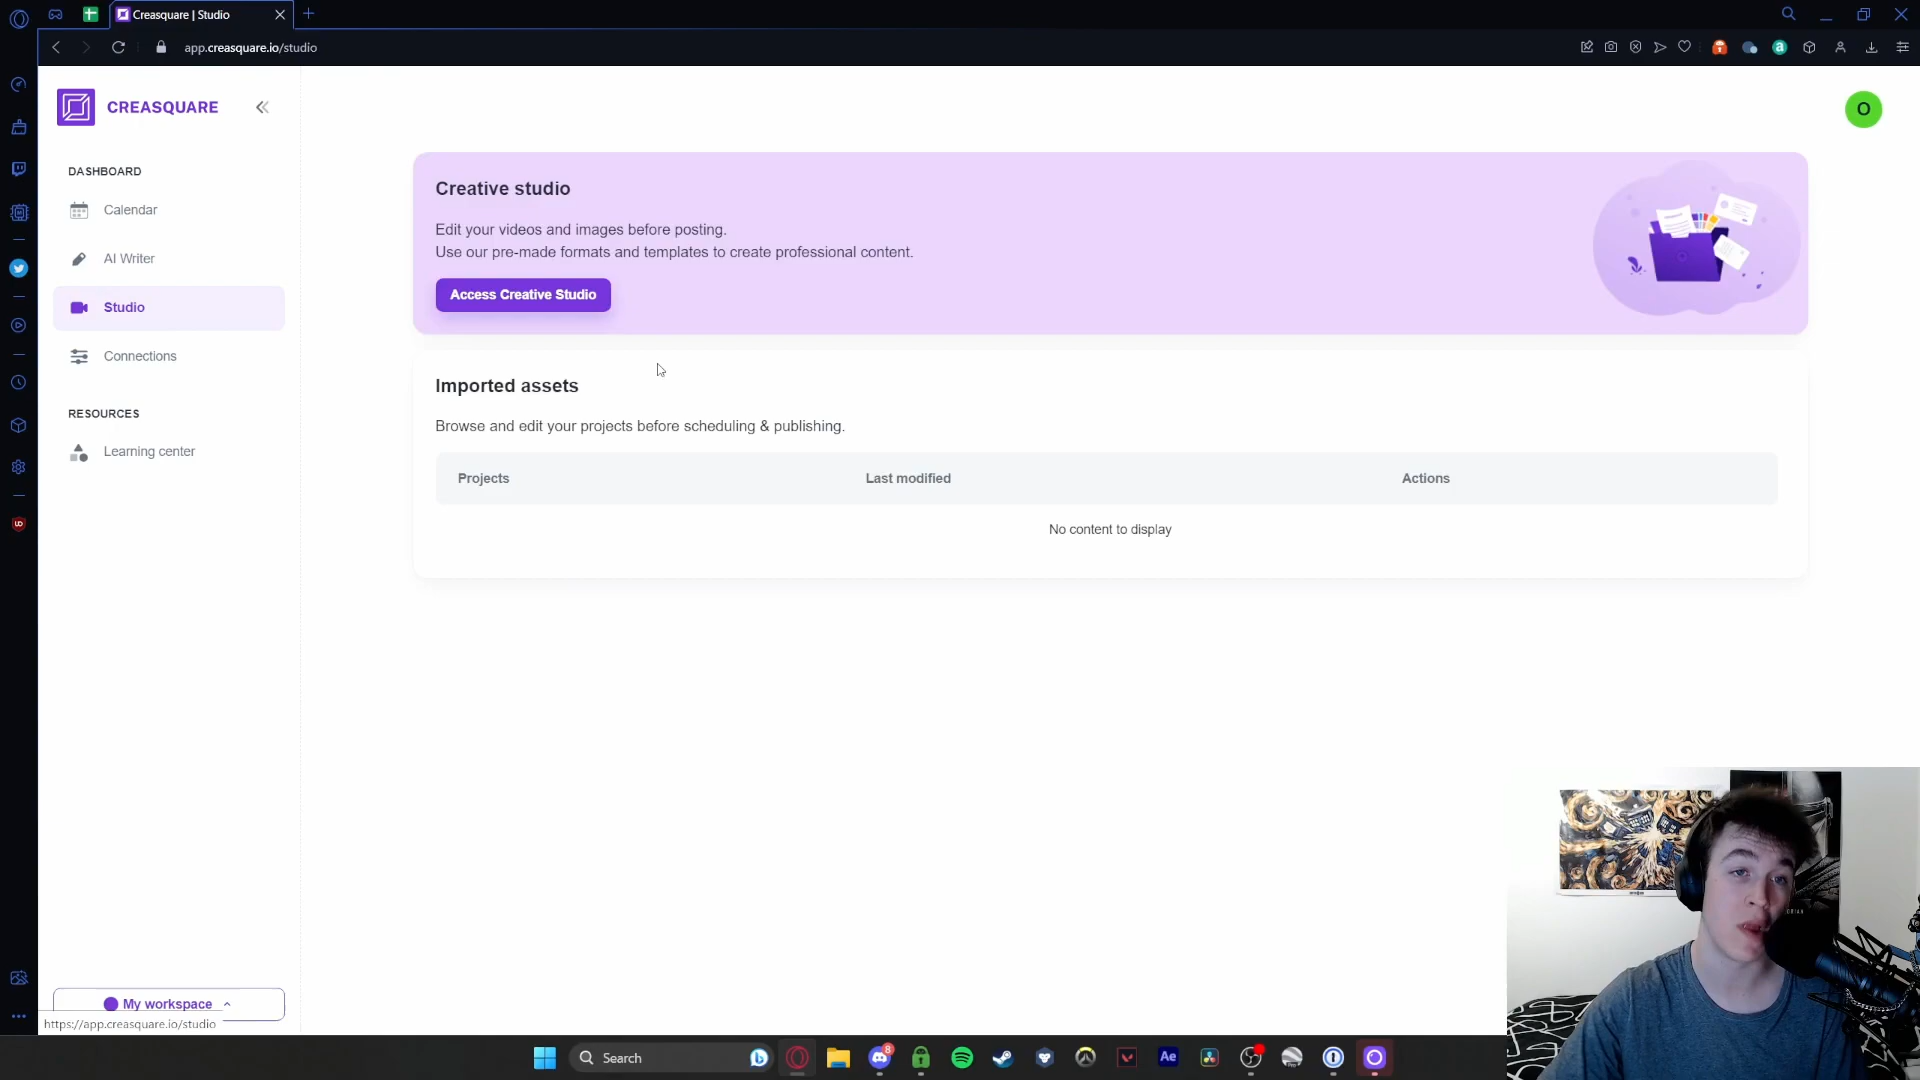 Creasquare | Studio
app.creasquare.io/studio
CREASQUARE
O
DASHBOARD
Calendar
AI Writer
Studio
Connections
RESOURCES
Learning center
Creative studio
Edit your videos and images before posting.
Use our pre-made formats and templates to create professional content.
Access Creative Studio
Imported assets
Browse and edit your projects before scheduling & publishing.
Projects Last modified Actions
No content to display
My workspace
https://app.creasquare.io/studio
Search
8
Ae